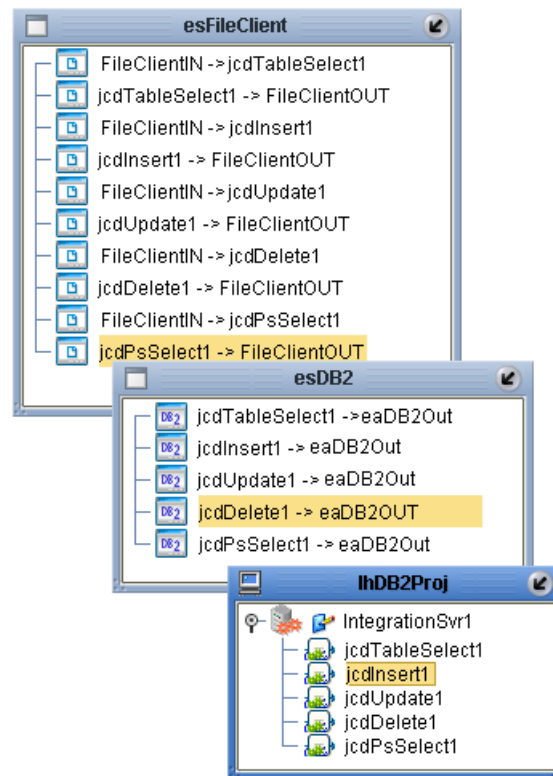 esFileClient
FileClientIN ->jcdTableSelect1
jcdTableSelect1 -> FileClientOUT
FileClientIN ->jcdInsert1
jcdInsert1 -> FileClientOUT
FileClientIN ->jcdUpdate1
jcdUpdate1 -> FileClientOUT
FileClientIN ->jcdDelete1
jcdDelete1 -> FileClientOUT
FileClientIN ->jcdPsSelect1
jcdPsSelect1 -> FileClientOUT
esDB2
DB2 jcdTableSelect1 ->eaDB2Out
DB2 jcdInsert1 -> eaDB2Out
DB2 jcdUpdate1 -> eaDB2Out
DB2 jcdDelete1 -> eaDB2OUT
DB2 jcdPsSelect1 -> eaDB2Out
lhDB2Proj
IntegrationSvr1
jcdTableSelect1
jcdInsert1
jcdUpdate1
jcdDelete1
jcdPsSelect1